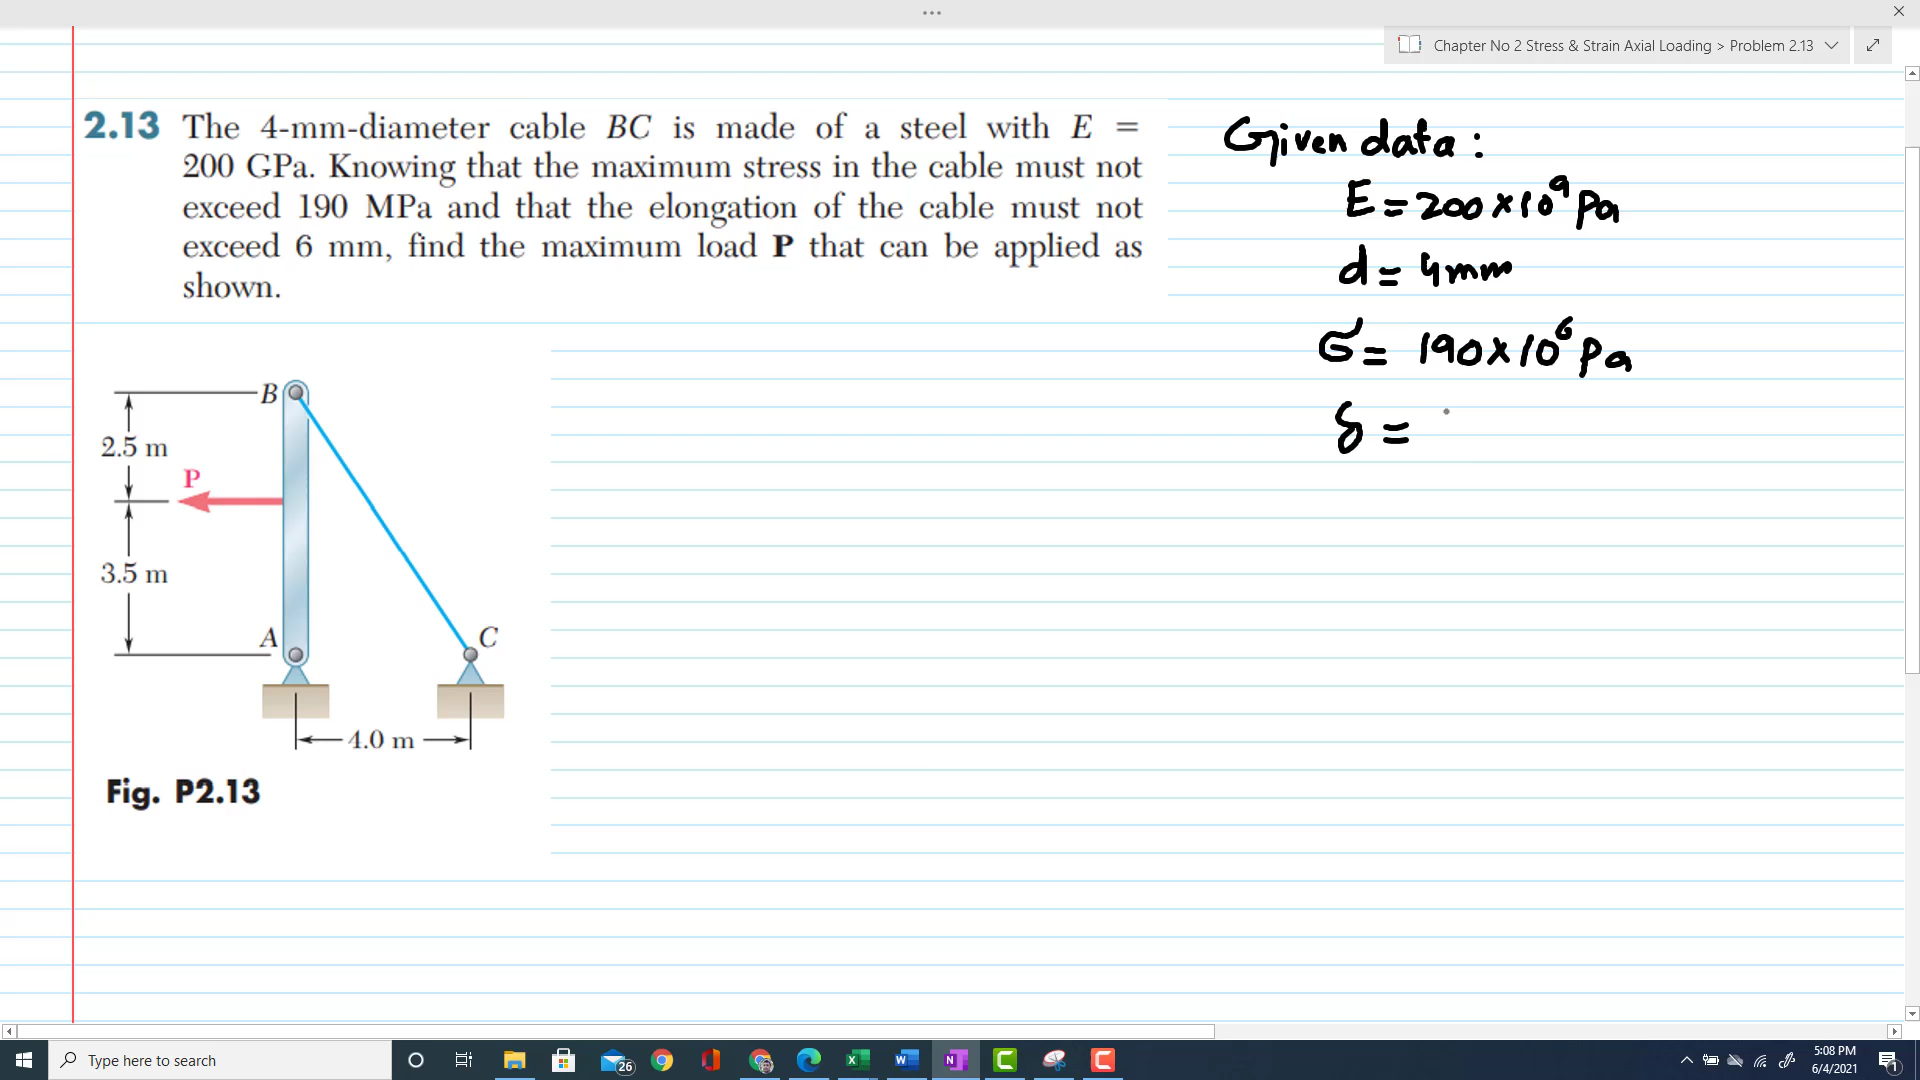 Chapter No 2 Stress & Strain Axial Loading > Problem 2.13
2.13 The 4-mm-diameter cable BC is made of a steel with E =
200 GPa. Knowing that the maximum stress in the cable must not
exceed 190 MPa and that the elongation of the cable must not
exceed 6 mm, find the maximum load P that can be applied as
shown.
Given data:
E = 200×10⁹ Pa
d = 4mm
σ = 190×10⁶ Pa
δ =
B
2.5 m
P
3.5 m
A
C
4.0 m
Fig. P2.13
Type here to search
26
5:08 PM
6/4/2021
1